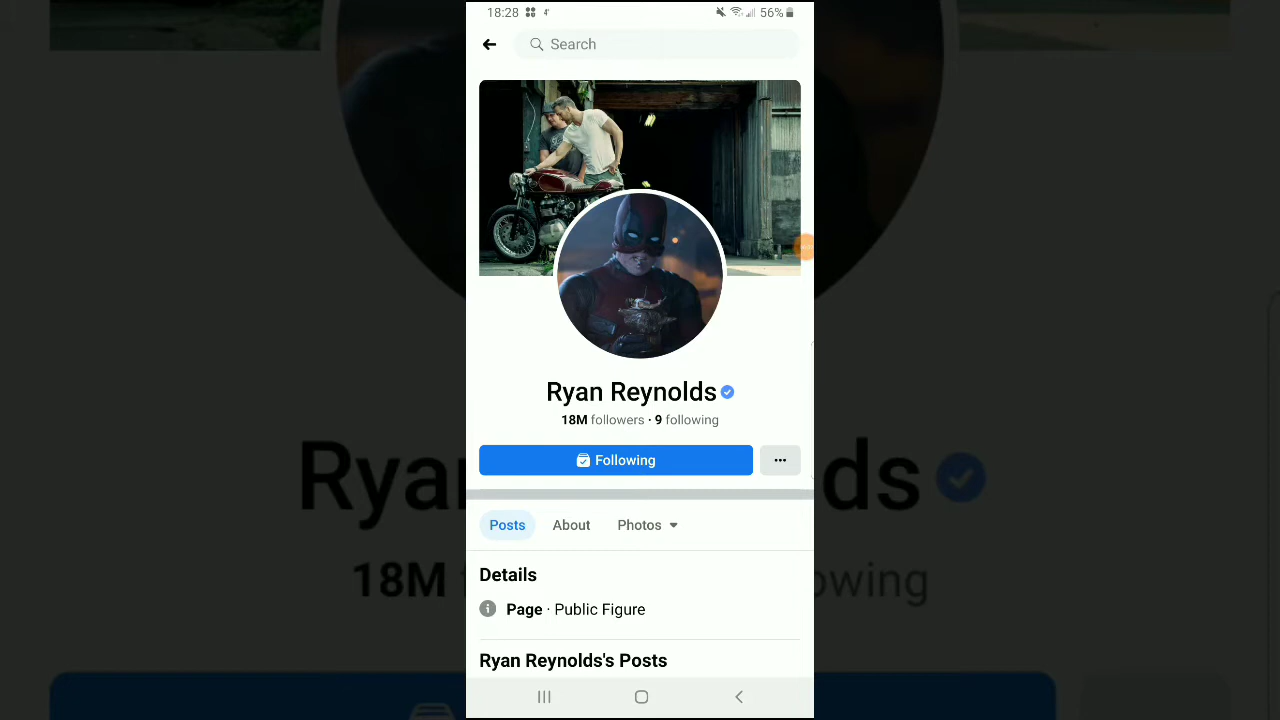 18:28
56%
Search
Ryan Reynolds
18M followers · 9 following
Following
Posts About Photos
Details
Page · Public Figure
Ryan Reynolds's Posts